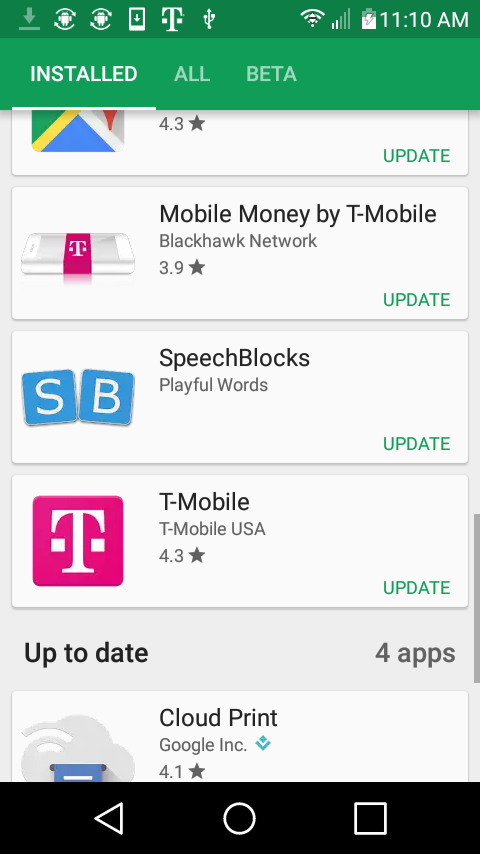 11:10 AM
INSTALLED ALL BETA
4.3
UPDATE
Mobile Money by T-Mobile
Blackhawk Network
T
3.9
UPDATE
SpeechBlocks
S B
Playful Words
UPDATE
T-Mobile
T
T-Mobile USA
4.3
UPDATE
Up to date 4 apps
Cloud Print
Google Inc.
4.1